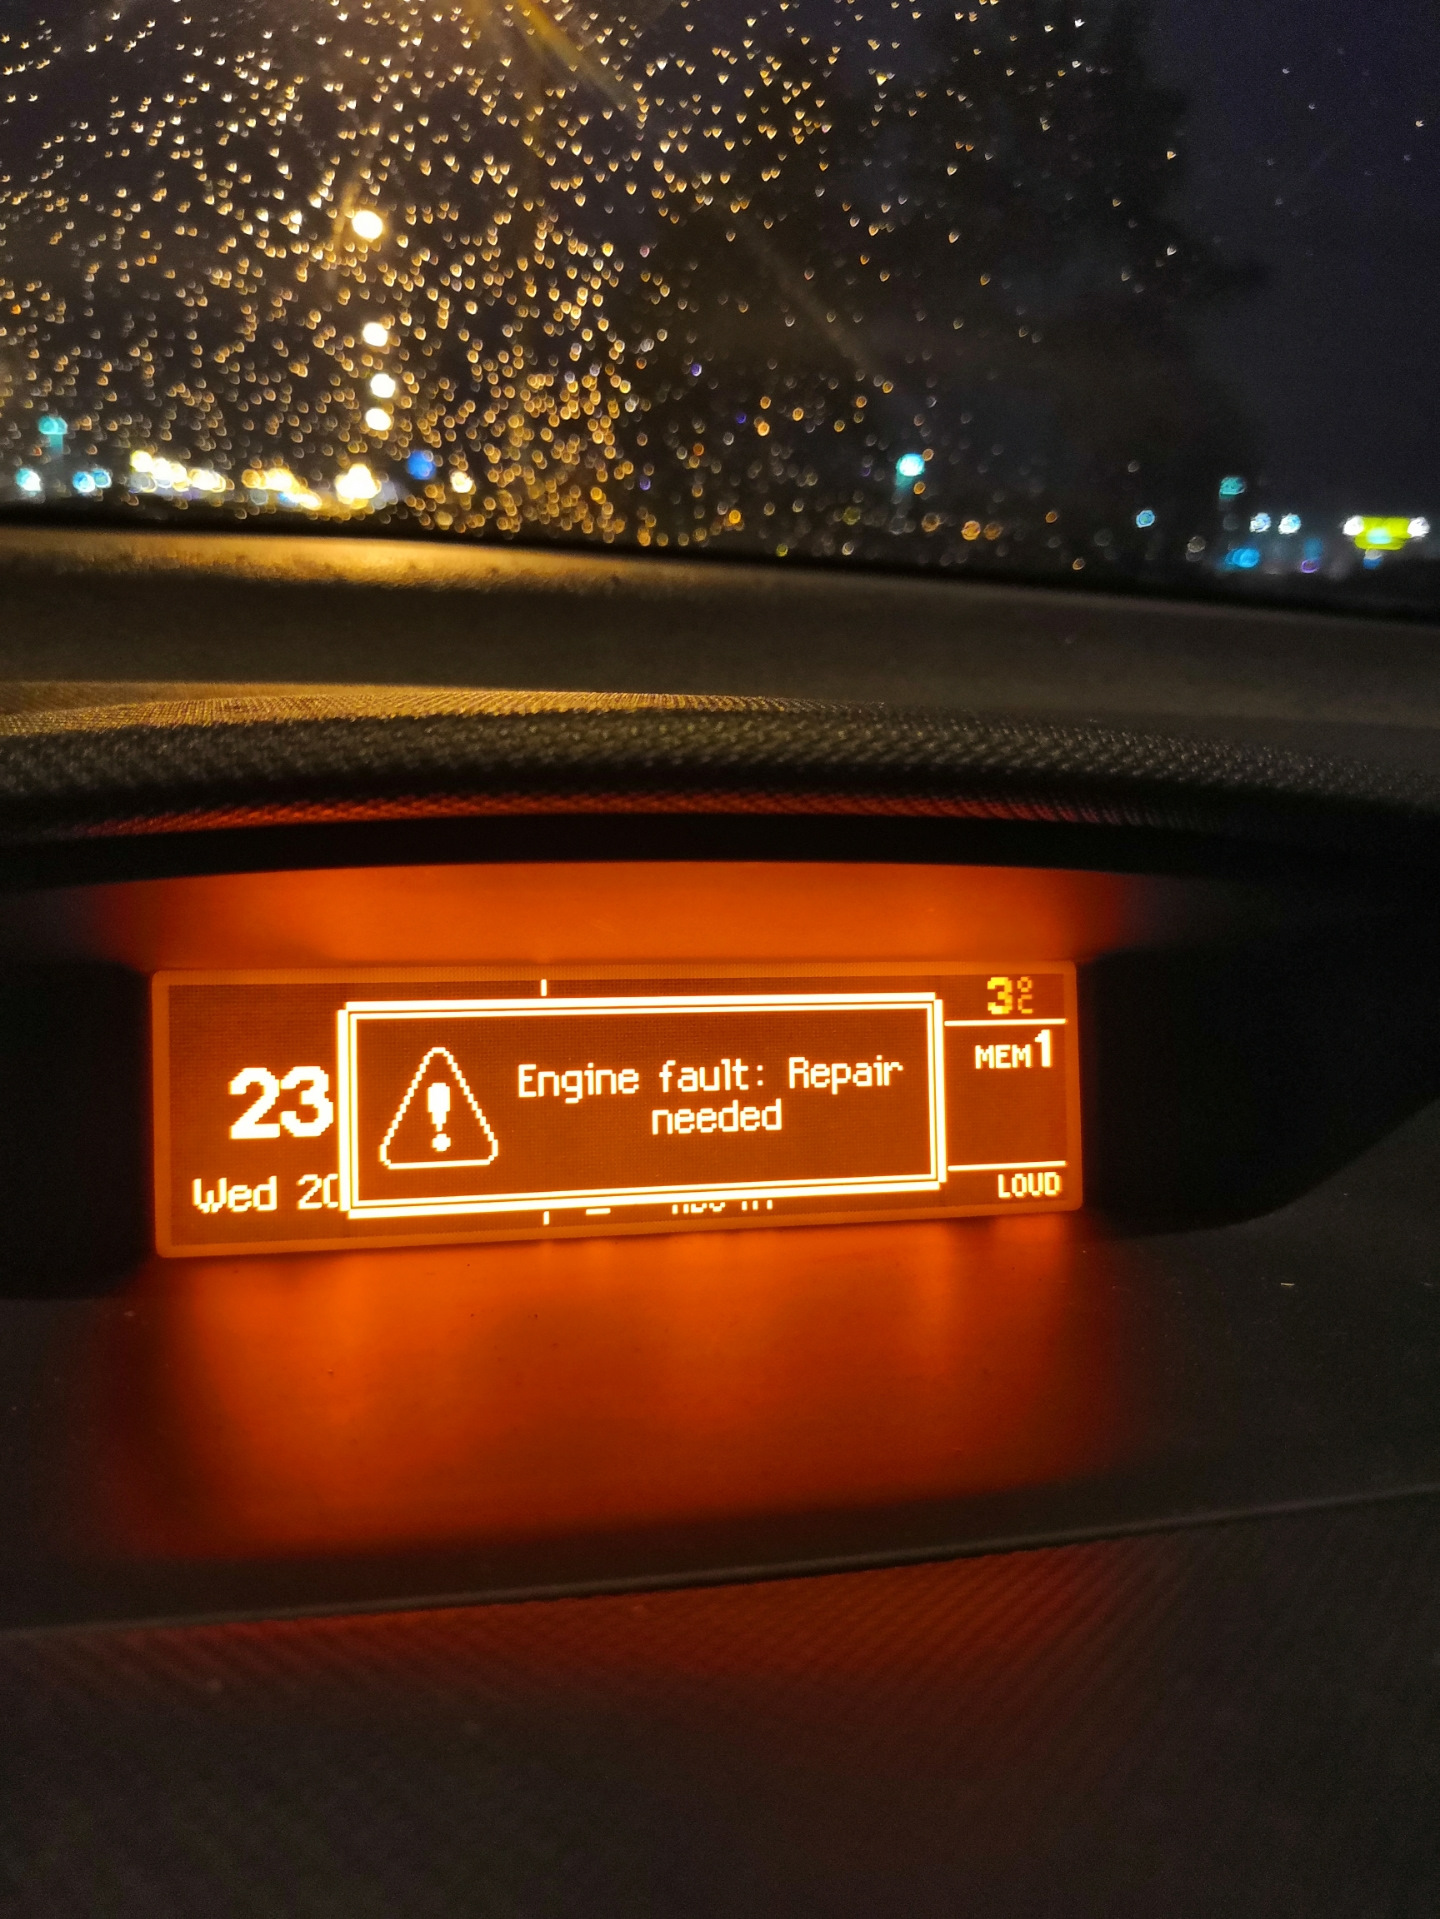 3°C
MEM1
Engine fault: Repair
needed
23
Wed 20
LOUD